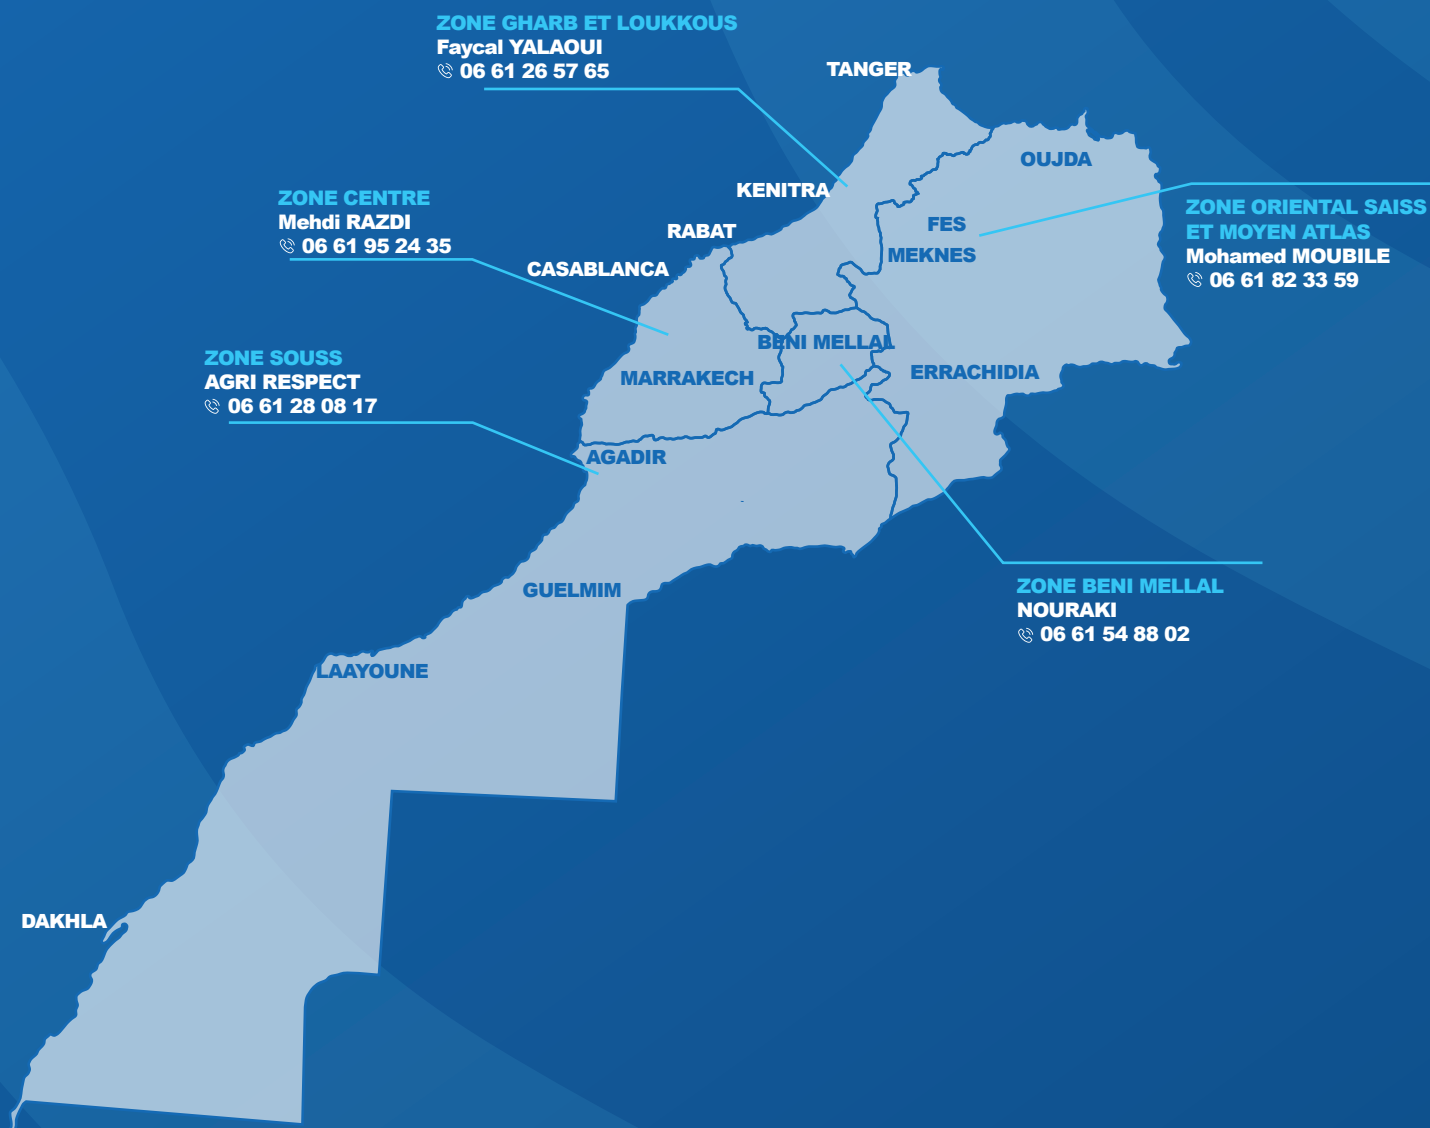 ZONE GHARB ET LOUKKOUS
Faycal YALAOUI
06 61 26 57 65
TANGER
OUJDA
KENITRA
ZONE CENTRE
Mehdi RAZDI
06 61 95 24 35
RABAT
FES
MEKNES
ZONE ORIENTAL SAISS
ET MOYEN ATLAS
Mohamed MOUBILE
06 61 82 33 59
CASABLANCA
ZONE SOUSS
AGRI RESPECT
06 61 28 08 17
BENI MELLAL
MARRAKECH
ERRACHIDIA
AGADIR
GUELMIM
ZONE BENI MELLAL
NOURAKI
06 61 54 88 02
LAAYOUNE
DAKHLA